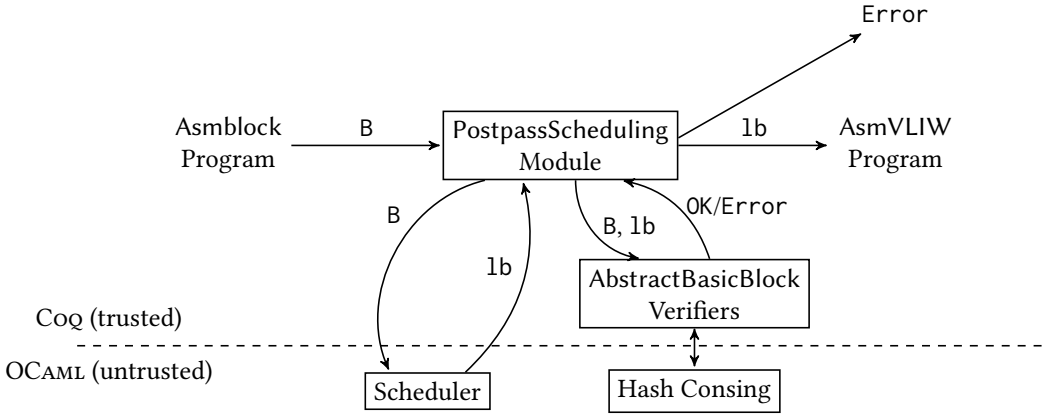 Error
Asmblock
Program
B
PostpassScheduling
Module
lb
AsmVLIW
Program
B
lb
B, lb
OK/Error
AbstractBasicBlock
Verifiers
COQ (trusted)
OCAML (untrusted)
Scheduler
Hash Consing